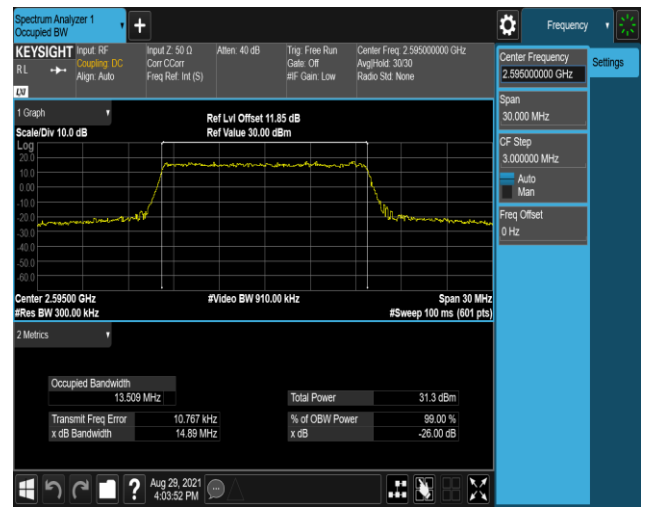 Spectrum Analyzer 1
Occupied BW
Frequency
KEYSIGHT
RL
LXI
Input: RF
Coupling: DC
Align: Auto
Input Z: 50 Ω
Corr CCorr
Freq Ref: Int (S)
Atten: 40 dB
Trig: Free Run
Gate: Off
#IF Gain: Low
Center Freq: 2.595000000 GHz
Avg|Hold: 30/30
Radio Std: None
Center Frequency
2.595000000 GHz
Settings
Span
30.000 MHz
CF Step
3.000000 MHz
Auto
Man
Freq Offset
0 Hz
1 Graph
Scale/Div 10.0 dB
Ref Lvl Offset 11.85 dB
Ref Value 30.00 dBm
Log
20.0
10.0
0.00
-10.0
-20.0
-30.0
-40.0
-50.0
-60.0
Center 2.59500 GHz
#Video BW 910.00 kHz
Span 30 MHz
#Res BW 300.00 kHz
#Sweep 100 ms (601 pts)
2 Metrics
Occupied Bandwidth
13.509 MHz
Total Power 31.3 dBm
Transmit Freq Error 10.767 kHz
% of OBW Power 99.00 %
x dB Bandwidth 14.89 MHz
x dB -26.00 dB
?
Aug 29, 2021
4:03:52 PM